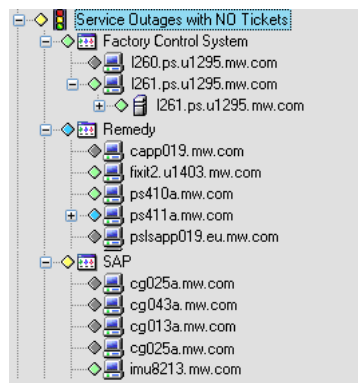 Service Outages with NO Tickets
Factory Control System
l260.ps.u1295.mw.com
l261.ps.u1295.mw.com
l261.ps.u1295.mw.com
Remedy
capp019.mw.com
fixit2.u1403.mw.com
ps410a.mw.com
ps411a.mw.com
pslsapp019.eu.mw.com
SAP
cg025a.mw.com
cg043a.mw.com
cg013a.mw.com
cg025a.mw.com
imu8213.mw.com